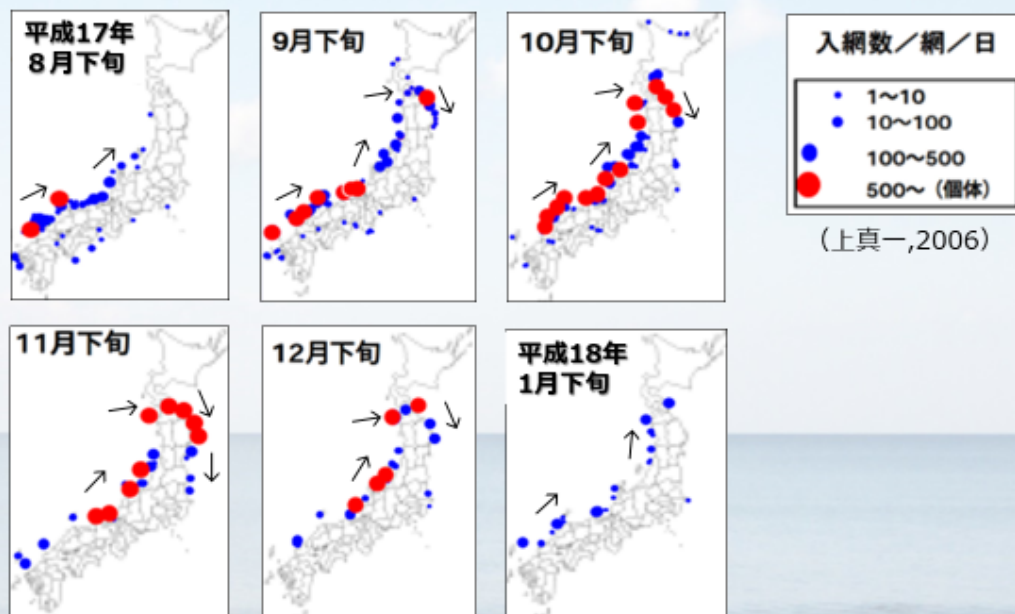 平成17年
8月下旬
9月下旬
10月下旬
入網数／網／日
1～10
10～100
100～500
500～（個体）
（上真一,2006）
11月下旬
12月下旬
平成18年
1月下旬